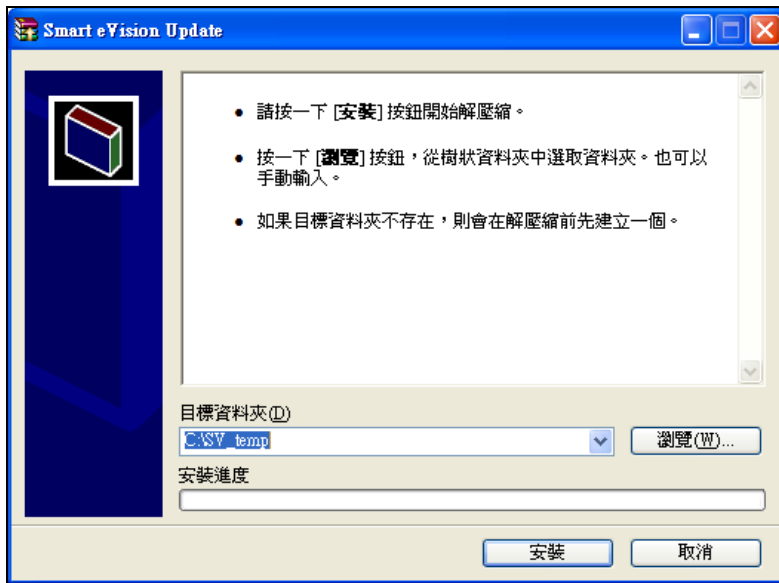 Smart eVision Update
請按一下 [安裝] 按鈕開始解壓縮。
按一下 [瀏覽] 按鈕,從樹狀資料夾中選取資料夾。也可以
手動輸入。
如果目標資料夾不存在,則會在解壓縮前先建立一個。
目標資料夾(D)
C:\SV_temp
瀏覽(W)...
安裝進度
安裝
取消